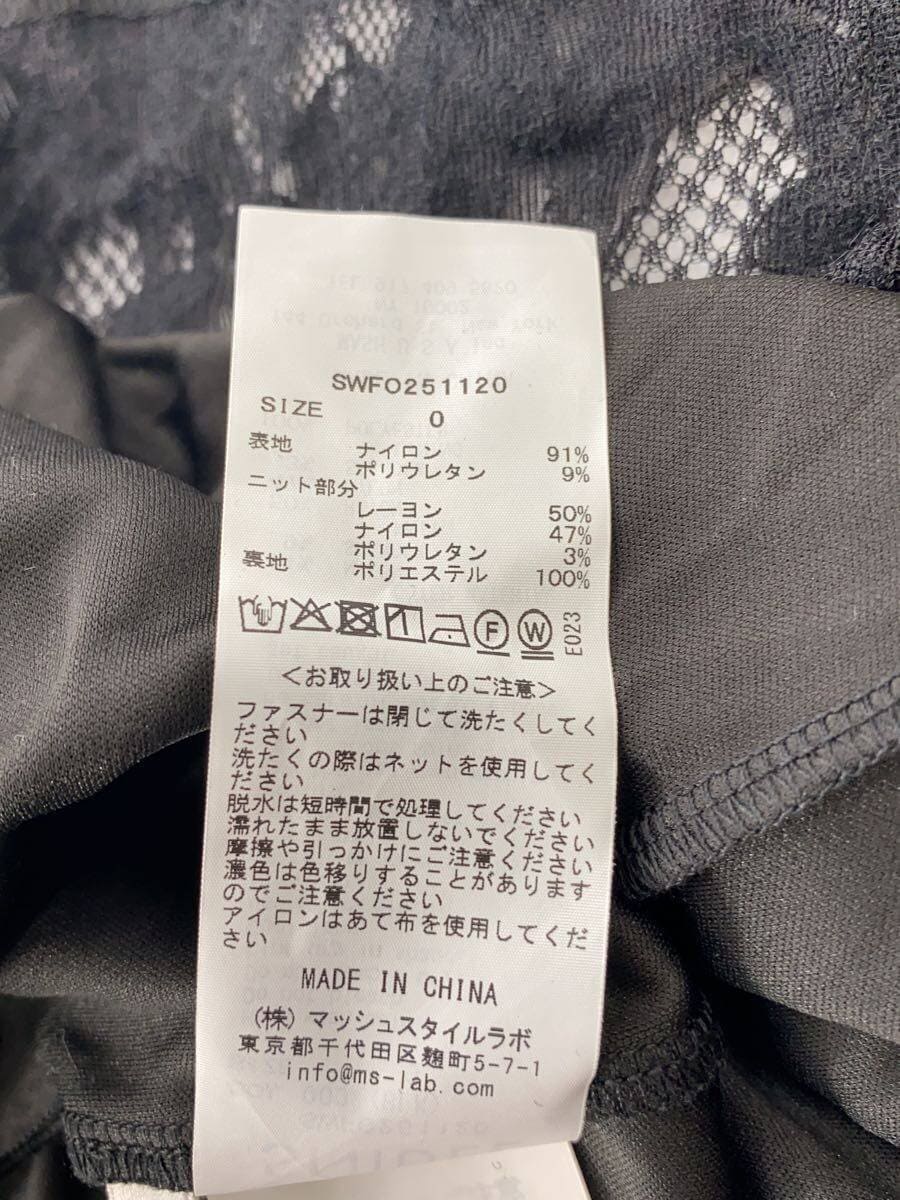 SWFO251120
SIZE 0
表地 ナイロン 91%
ポリウレタン 9%
ニット部分
レーヨン 50%
ナイロン 47%
ポリウレタン 3%
裏地 ポリエステル 100%
F W E023
<お取り扱い上のご注意>
ファスナーは閉じて洗たくしてく
ださい
洗たくの際はネットを使用してく
ださい
脱水は短時間で処理してください
濡れたまま放置しないでください
摩擦や引っかけにご注意ください
濃色は色移りすることがあります
のでご注意ください
アイロンはあて布を使用してくだ
さい
MADE IN CHINA
(株)マッシュスタイルラボ
東京都千代田区麹町5-7-1
info@ms-lab.com